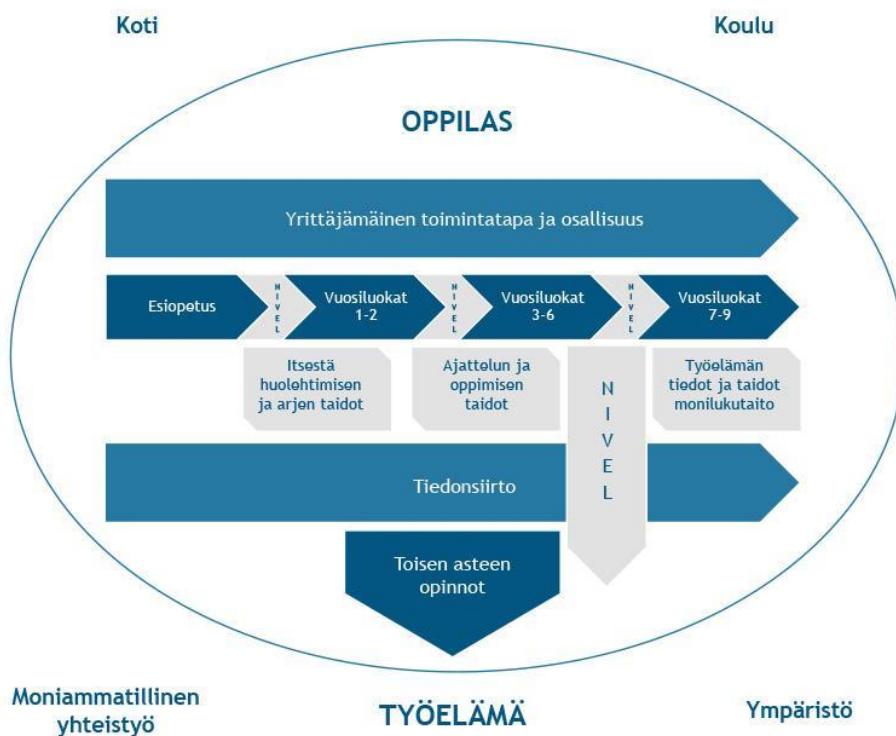 Koti
Koulu
OPPILAS
Yrittäjämäinen toimintatapa ja osallisuus
Esiopetus
NIVEL
Vuosiluokat
1-2
NIVEL
Vuosiluokat
3-6
NIVEL
Vuosiluokat
7-9
Itsestä
huolehtimisen
ja arjen taidot
Ajattelun ja
oppimisen
taidot
NIVEL
Työelämän
tiedot ja taidot
monilukutaito
Tiedonsiirto
Toisen asteen
opinnot
Moniammatillinen
yhteistyö
TYÖELÄMÄ
Ympäristö